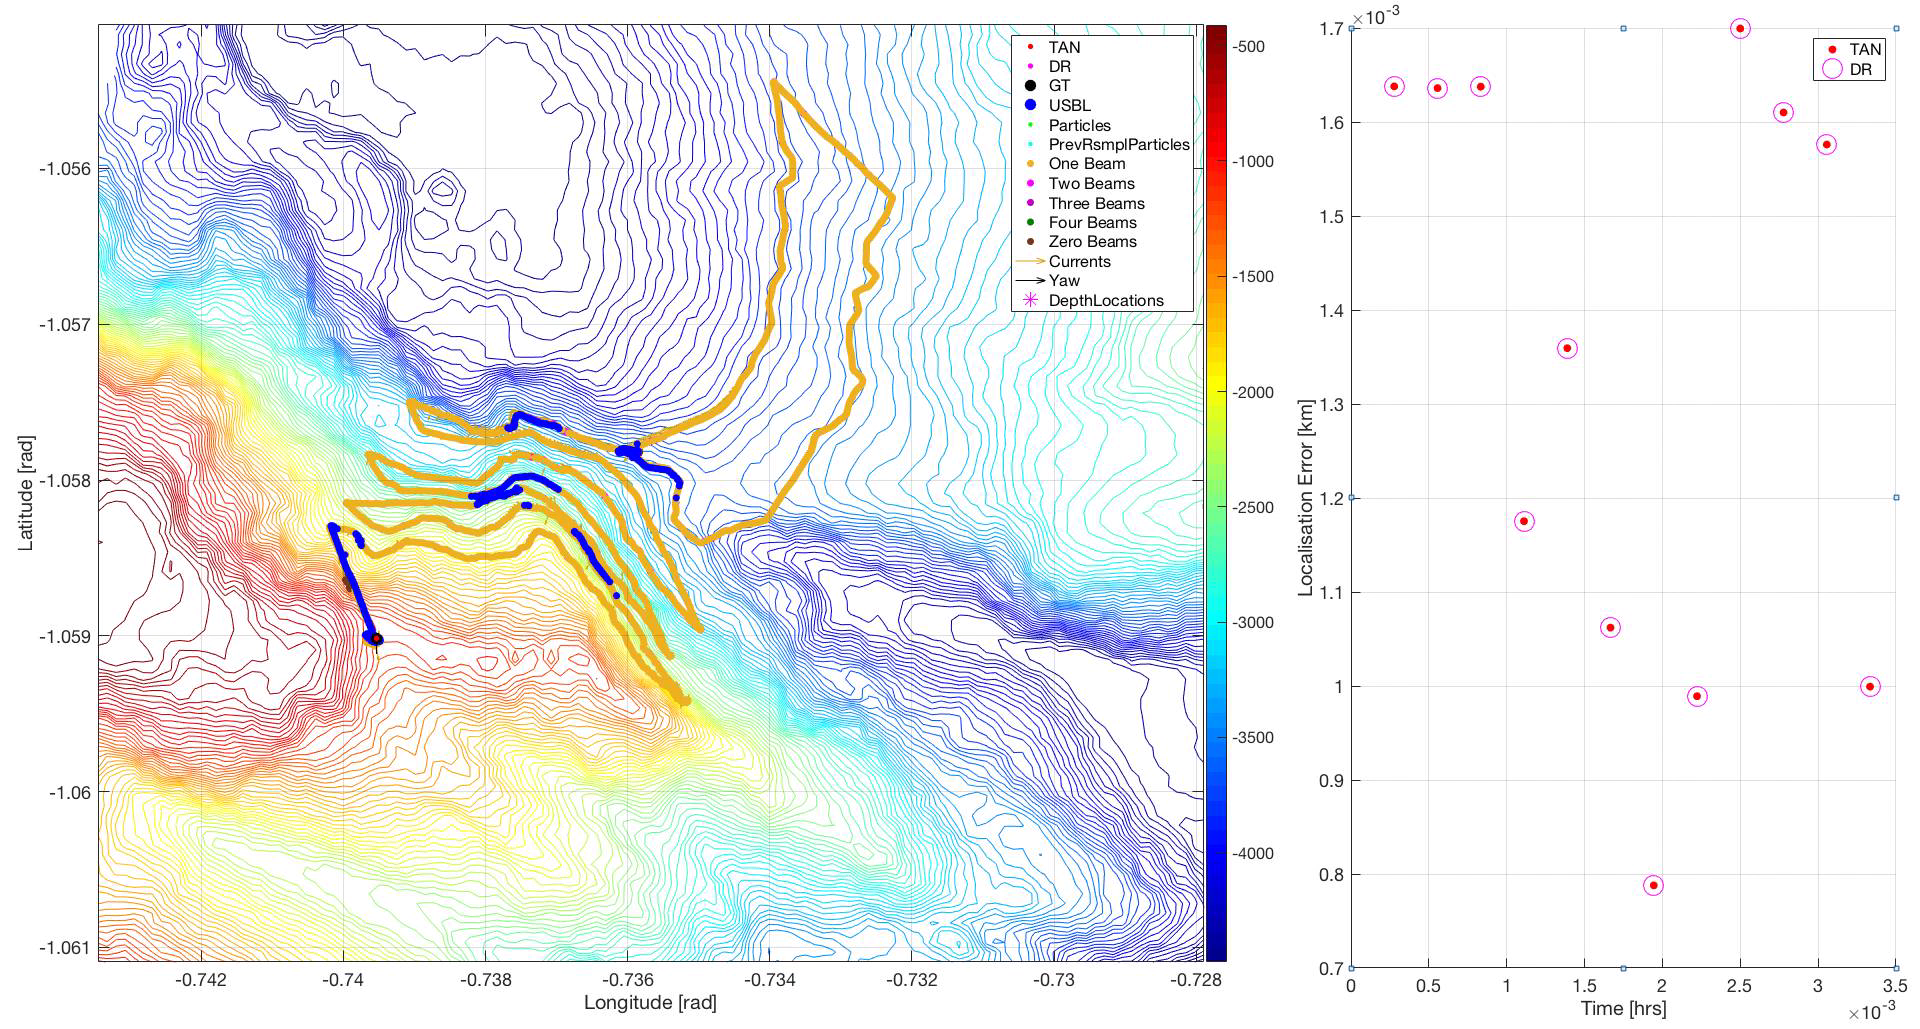 -1.056
-1.057
-1.058
-1.059
-1.06
-1.061
Latitude [rad]
-0.742
-0.74
-0.738
-0.736
-0.734
-0.732
-0.73
-0.728
Longitude [rad]
TAN
DR
GT
USBL
Particles
PrevRsmplParticles
One Beam
Two Beams
Three Beams
Four Beams
Zero Beams
Currents
Yaw
DepthLocations
-500
-1000
-1500
-2000
-2500
-3000
-3500
-4000
×10⁻³
1.7
1.6
1.5
1.4
1.3
1.2
1.1
1
0.9
0.8
0.7
Localisation Error [km]
TAN
DR
0
0.5
1
1.5
2
2.5
3
3.5
Time [hrs]
×10⁻³